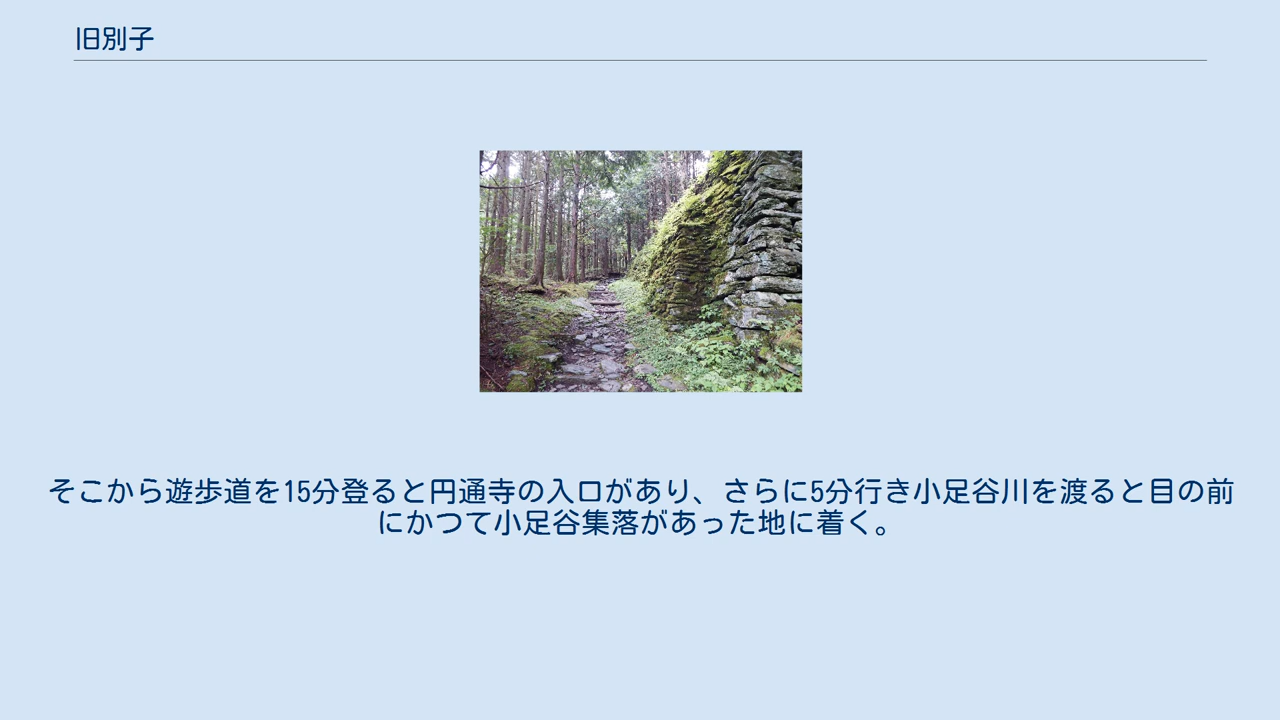 旧別子
そこから遊歩道を15分登ると円通寺の入口があり、さらに5分行き小足谷川を渡ると目の前
にかつて小足谷集落があった地に着く。